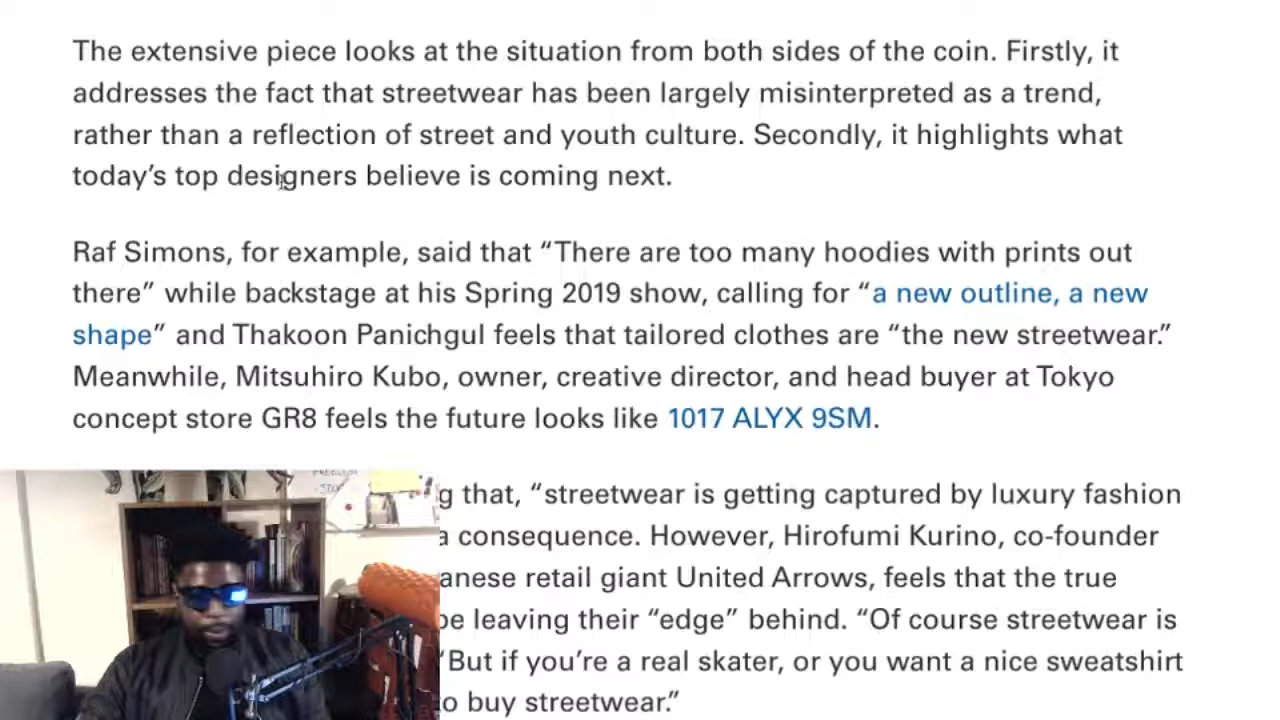 The extensive piece looks at the situation from both sides of the coin. Firstly, it
addresses the fact that streetwear has been largely misinterpreted as a trend,
rather than a reflection of street and youth culture. Secondly, it highlights what
today’s top designers believe is coming next.
Raf Simons, for example, said that “There are too many hoodies with prints out
there” while backstage at his Spring 2019 show, calling for “a new outline, a new
shape” and Thakoon Panichgul feels that tailored clothes are “the new streetwear.”
Meanwhile, Mitsuhiro Kubo, owner, creative director, and head buyer at Tokyo
concept store GR8 feels the future looks like 1017 ALYX 9SM.
g that, “streetwear is getting captured by luxury fashion
a consequence. However, Hirofumi Kurino, co-founder
anese retail giant United Arrows, feels that the true
be leaving their “edge” behind. “Of course streetwear is
“But if you’re a real skater, or you want a nice sweatshirt
o buy streetwear.”